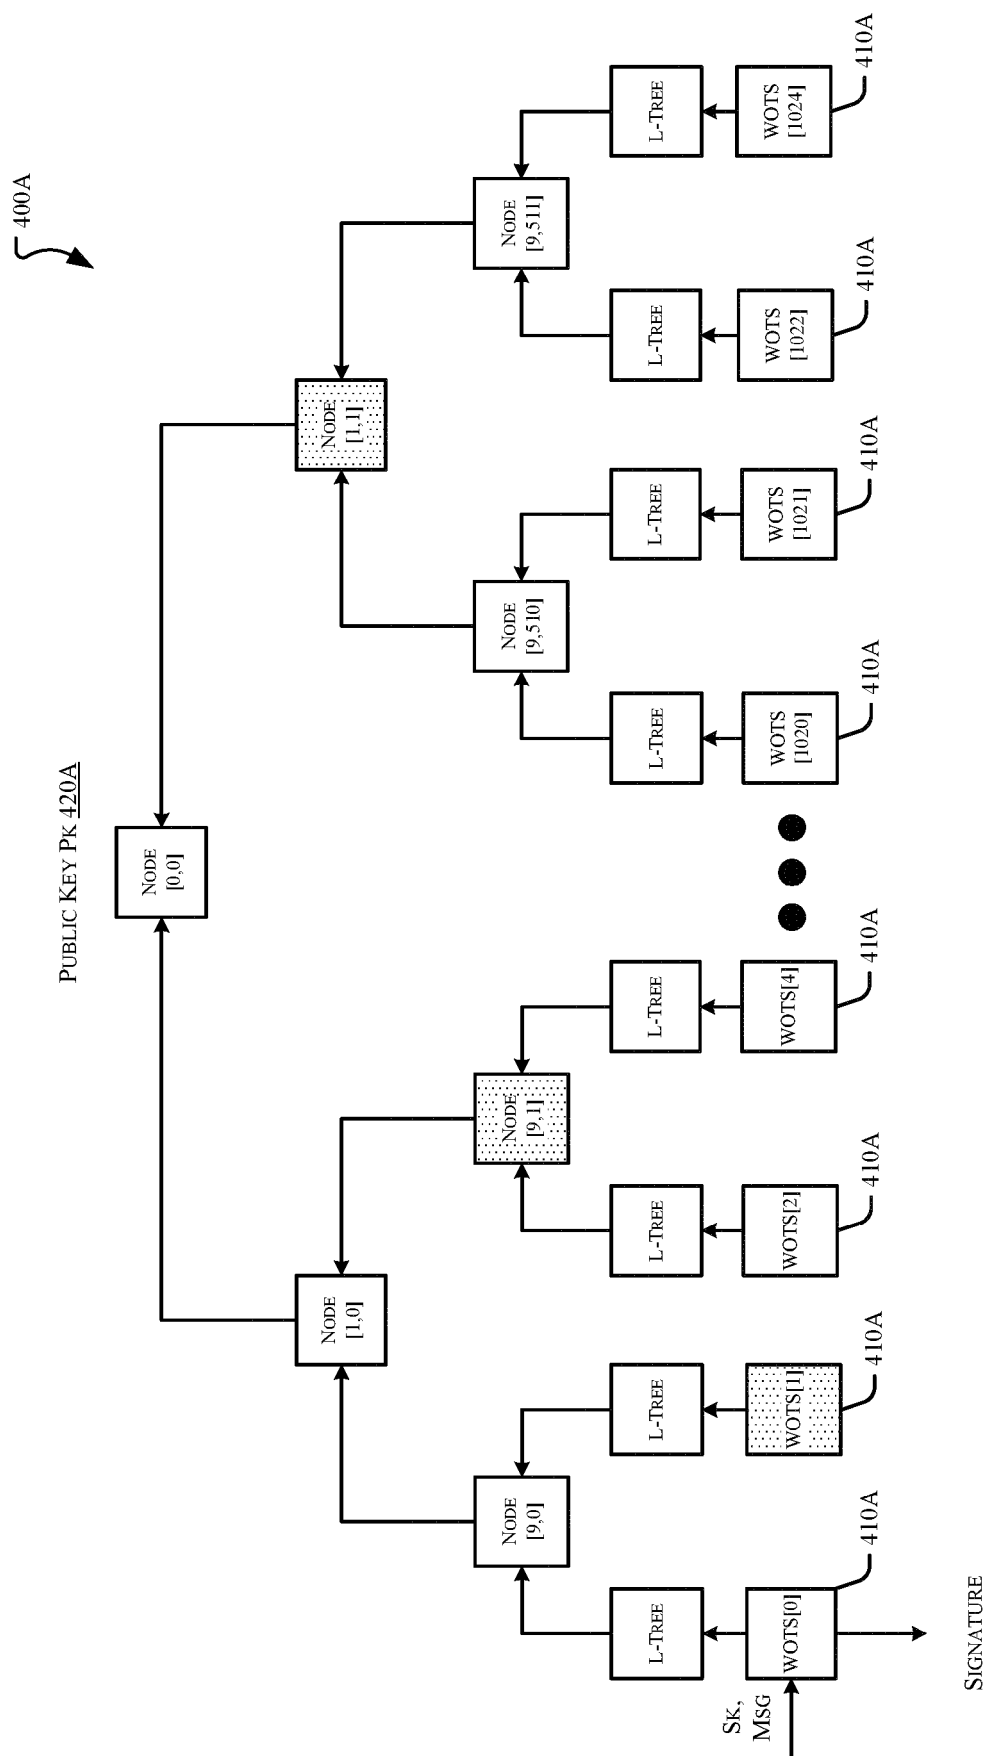 400A
PUBLIC KEY PK 420A
NODE
[0,0]
NODE
[1,0]
NODE
[1,1]
NODE
[9,0]
NODE
[9,1]
NODE
[9,510]
NODE
[9,511]
L-TREE
L-TREE
L-TREE
L-TREE
L-TREE
L-TREE
L-TREE
L-TREE
SK,
MSG
WOTS[0]
WOTS[1]
WOTS[2]
WOTS[4]
WOTS
[1020]
WOTS
[1021]
WOTS
[1022]
WOTS
[1024]
410A
410A
410A
410A
410A
410A
410A
410A
SIGNATURE